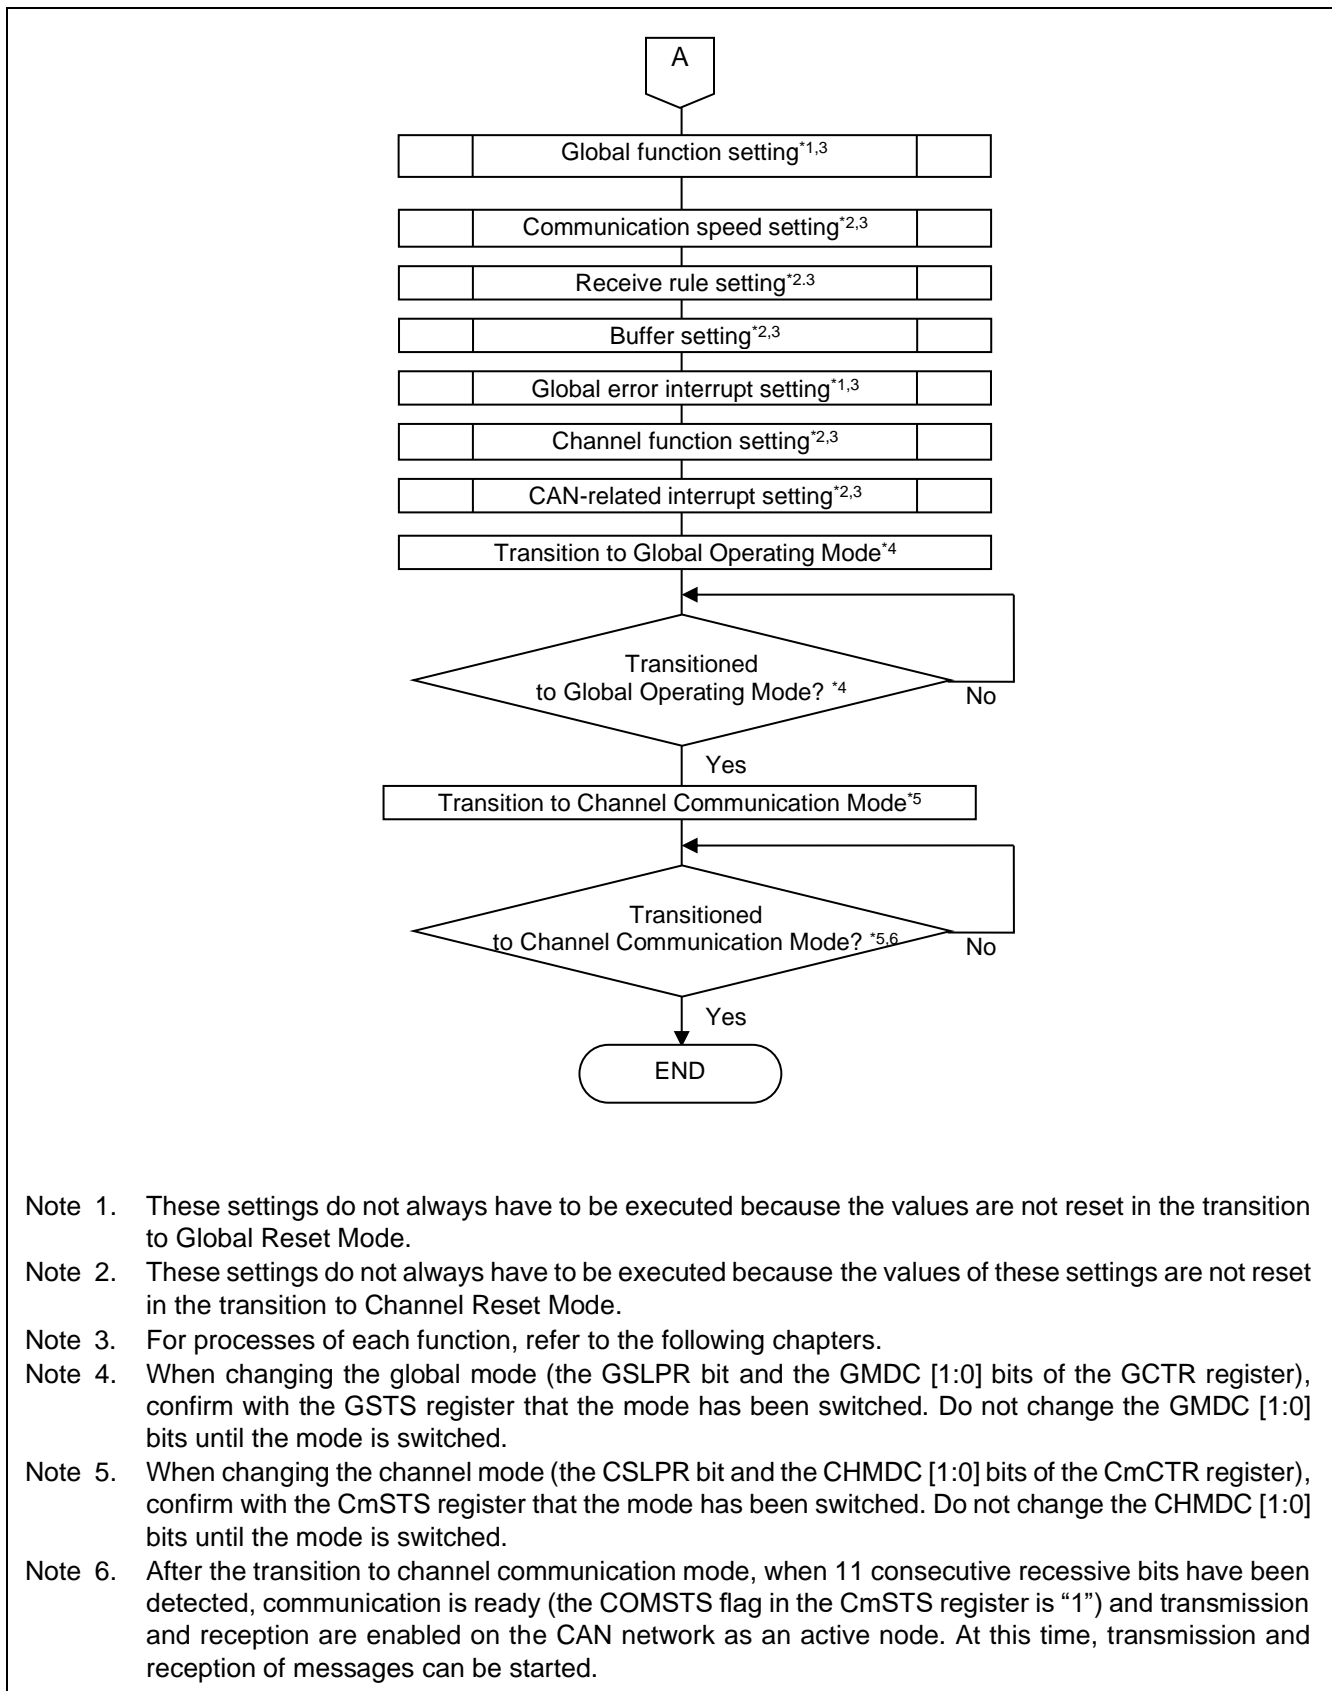 A
Global function setting*1,3
Communication speed setting*2,3
Receive rule setting*2.3
Buffer setting*2,3
Global error interrupt setting*1,3
Channel function setting*2,3
CAN-related interrupt setting*2,3
Transition to Global Operating Mode*4
Transitioned
to Global Operating Mode? *4
No
Yes
Transition to Channel Communication Mode*5
Transitioned
to Channel Communication Mode? *5,6
No
Yes
END
Note 1. These settings do not always have to be executed because the values are not reset in the transition
to Global Reset Mode.
Note 2. These settings do not always have to be executed because the values of these settings are not reset
in the transition to Channel Reset Mode.
Note 3. For processes of each function, refer to the following chapters.
Note 4. When changing the global mode (the GSLPR bit and the GMDC [1:0] bits of the GCTR register),
confirm with the GSTS register that the mode has been switched. Do not change the GMDC [1:0]
bits until the mode is switched.
Note 5. When changing the channel mode (the CSLPR bit and the CHMDC [1:0] bits of the CmCTR register),
confirm with the CmSTS register that the mode has been switched. Do not change the CHMDC [1:0]
bits until the mode is switched.
Note 6. After the transition to channel communication mode, when 11 consecutive recessive bits have been
detected, communication is ready (the COMSTS flag in the CmSTS register is “1”) and transmission
and reception are enabled on the CAN network as an active node. At this time, transmission and
reception of messages can be started.